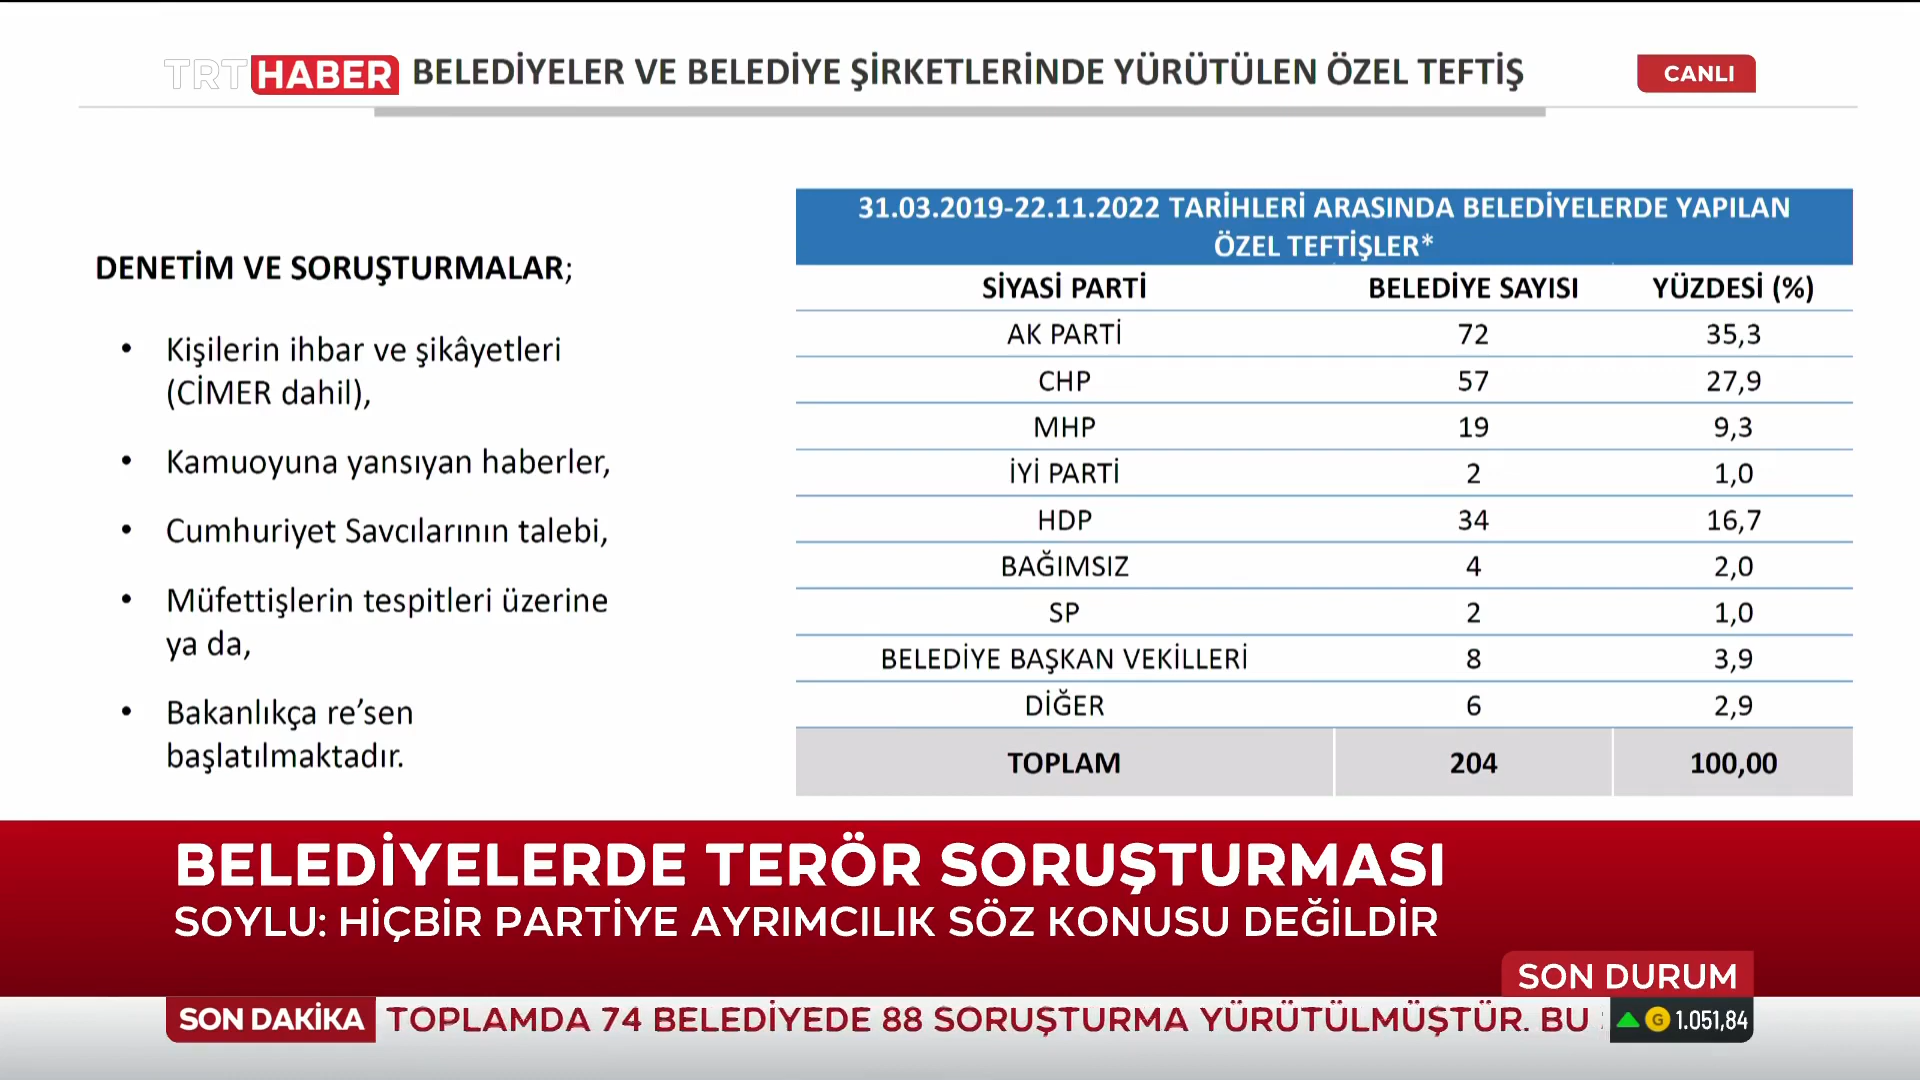 TRT HABER
BELEDİYELER VE BELEDİYE ŞİRKETLERİNDE YÜRÜTÜLEN ÖZEL TEFTİŞ
CANLI
DENETİM VE SORUŞTURMALAR;
• Kişilerin ihbar ve şikâyetleri
(CİMER dahil),
• Kamuoyuna yansıyan haberler,
• Cumhuriyet Savcılarının talebi,
• Müfettişlerin tespitleri üzerine
ya da,
• Bakanlıkça re’sen
başlatılmaktadır.
31.03.2019-22.11.2022 TARİHLERİ ARASINDA BELEDİYELERDE YAPILAN
ÖZEL TEFTİŞLER*
SİYASİ PARTİ BELEDİYE SAYISI YÜZDESİ (%)
AK PARTİ 72 35,3
CHP 57 27,9
MHP 19 9,3
İYİ PARTİ 2 1,0
HDP 34 16,7
BAĞIMSIZ 4 2,0
SP 2 1,0
BELEDİYE BAŞKAN VEKİLLERİ 8 3,9
DİĞER 6 2,9
TOPLAM 204 100,00
BELEDİYELERDE TERÖR SORUŞTURMASI
SOYLU: HİÇBİR PARTİYE AYRIMCILIK SÖZ KONUSU DEĞİLDİR
SON DURUM
SON DAKİKA TOPLAMDA 74 BELEDİYEDE 88 SORUŞTURMA YÜRÜTÜLMÜŞTÜR. BU
G 1.051,84